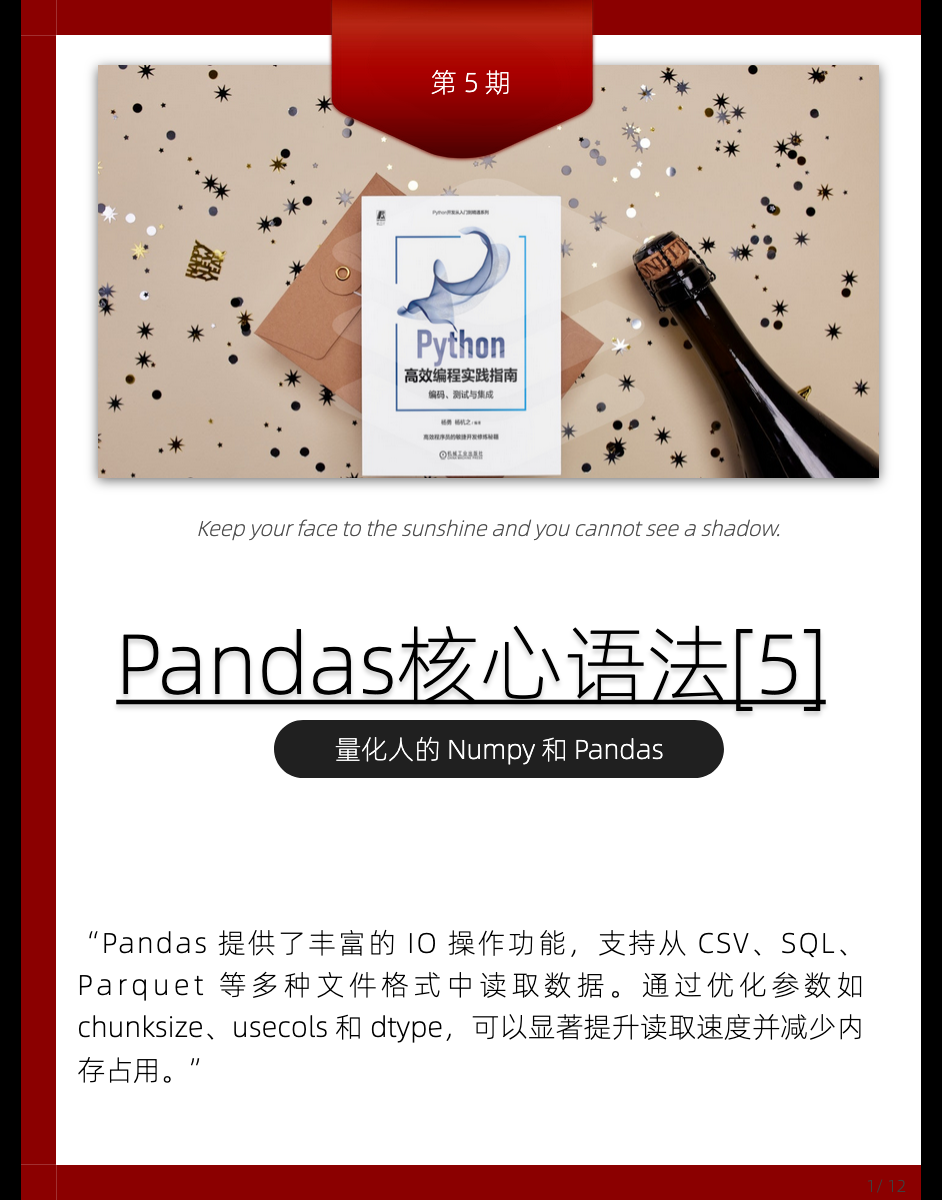 第 5 期
Python开发从入门到精通系列
Python
高效编程实践指南
编码、测试与集成
杨勇 杨机之 / 编著
高效程序员的敏捷开发修炼秘籍
机械工业出版社
Keep your face to the sunshine and you cannot see a shadow.
Pandas核心语法[5]
量化人的 Numpy 和 Pandas
“Pandas 提供了丰富的 IO 操作功能，支持从 CSV、SQL、
Parquet 等多种文件格式中读取数据。通过优化参数如
chunksize、usecols 和 dtype，可以显著提升读取速度并减少内
存占用。”
1/ 12